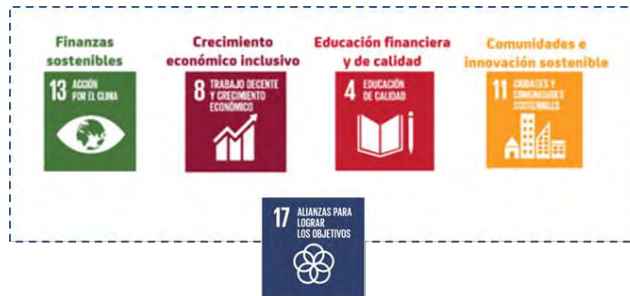 Finanzas
sostenibles
13 ACCIÓN
POR EL CLIMA
Crecimiento
económico inclusivo
8 TRABAJO DECENTE
Y CRECIMIENTO
ECONÓMICO
Educación financiera
y de calidad
4 EDUCACIÓN
DE CALIDAD
Comunidades e
innovación sostenible
11 CIUDADES Y
COMUNIDADES
SOSTENIBLES
17 ALIANZAS PARA
LOGRAR
LOS OBJETIVOS